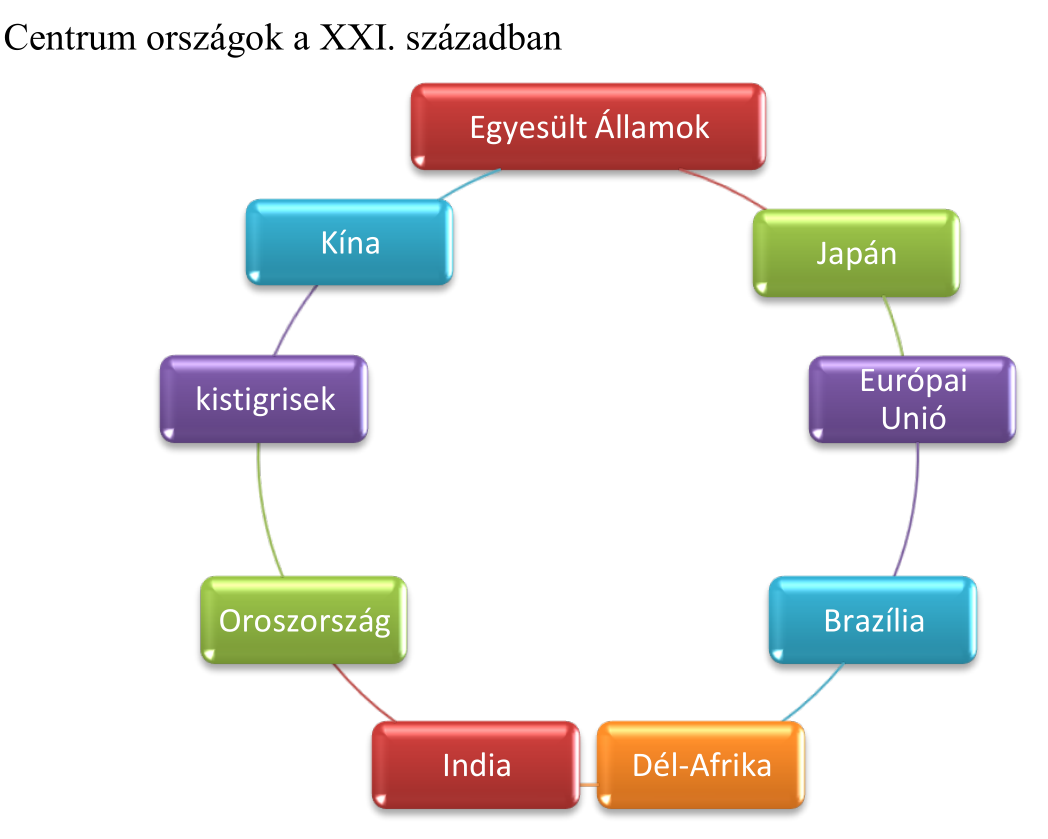 Centrum országok a XXI. században
Egyesült Államok
Japán
Európai
Unió
Brazília
Dél-Afrika
India
Oroszország
kistigrisek
Kína